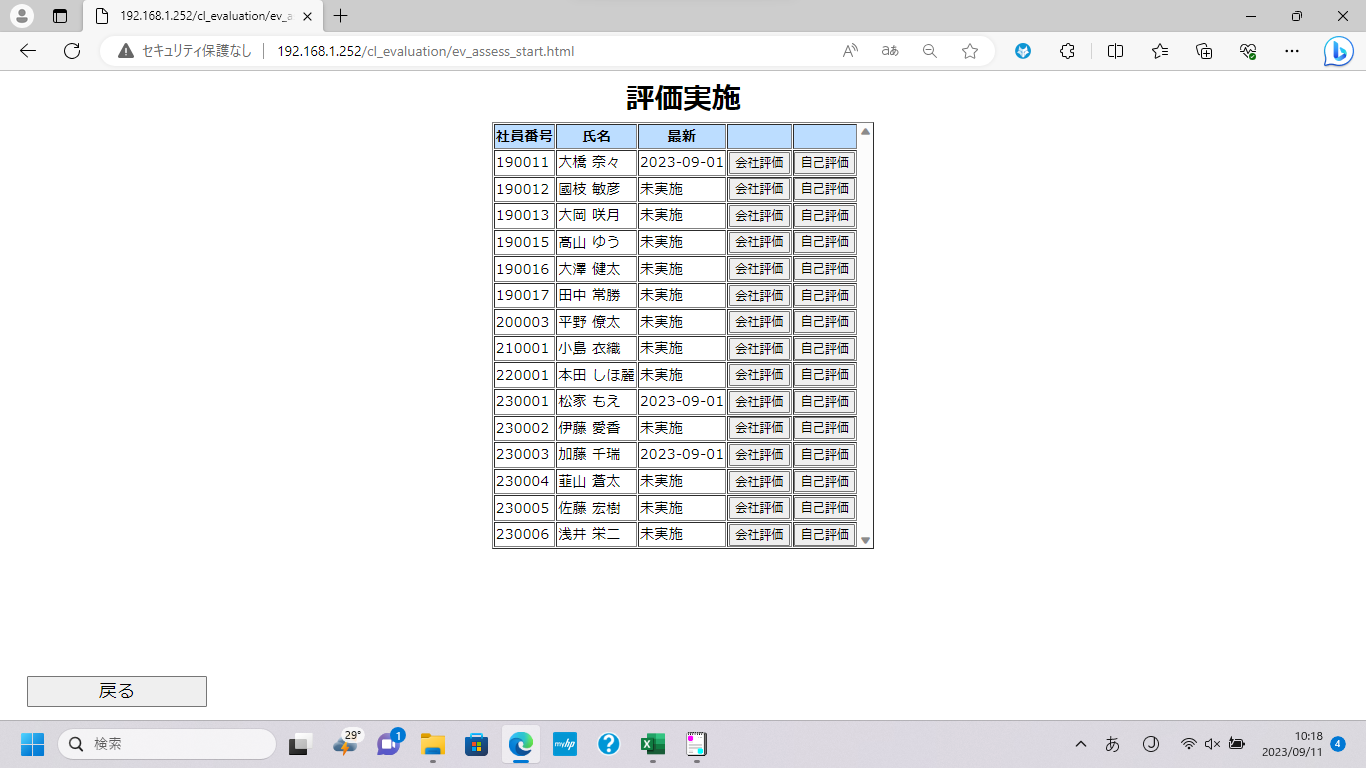 192.168.1.252/cl_evaluation/ev_a
セキュリティ保護なし 192.168.1.252/cl_evaluation/ev_assess_start.html
評価実施
社員番号 氏名 最新
190011 大橋 奈々 2023-09-01 会社評価 自己評価
190012 國枝 敏彦 未実施 会社評価 自己評価
190013 大岡 咲月 未実施 会社評価 自己評価
190015 髙山 ゆう 未実施 会社評価 自己評価
190016 大澤 健太 未実施 会社評価 自己評価
190017 田中 常勝 未実施 会社評価 自己評価
200003 平野 僚太 未実施 会社評価 自己評価
210001 小島 衣織 未実施 会社評価 自己評価
220001 本田 しほ麗 未実施 会社評価 自己評価
230001 松家 もえ 2023-09-01 会社評価 自己評価
230002 伊藤 愛香 未実施 会社評価 自己評価
230003 加藤 千瑞 2023-09-01 会社評価 自己評価
230004 韮山 蒼太 未実施 会社評価 自己評価
230005 佐藤 宏樹 未実施 会社評価 自己評価
230006 浅井 栄二 未実施 会社評価 自己評価
戻る
検索 29° 1 あ 10:18
2023/09/11 4